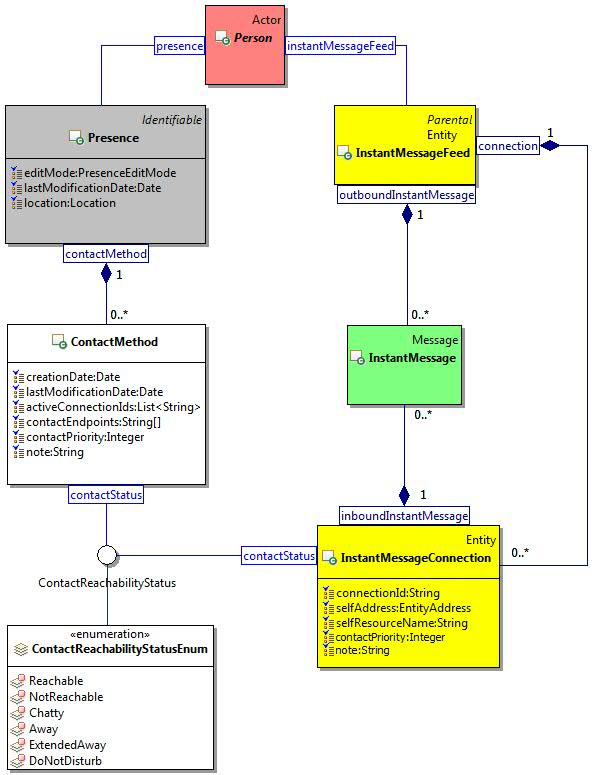 Actor
Person
presence
instantMessageFeed
Identifiable
Presence
editMode:PresenceEditMode
lastModificationDate:Date
location:Location
contactMethod
1
0..*
Parental
Entity
InstantMessageFeed
connection
1
outboundInstantMessage
1
0..*
ContactMethod
creationDate:Date
lastModificationDate:Date
activeConnectionIds:List<String>
contactEndpoints:String[]
contactPriority:Integer
note:String
contactStatus
Message
InstantMessage
0..*
1
inboundInstantMessage
contactStatus
ContactReachabilityStatus
Entity
InstantMessageConnection
0..*
connectionId:String
selfAddress:EntityAddress
selfResourceName:String
contactPriority:Integer
note:String
«enumeration»
ContactReachabilityStatusEnum
Reachable
NotReachable
Chatty
Away
ExtendedAway
DoNotDisturb